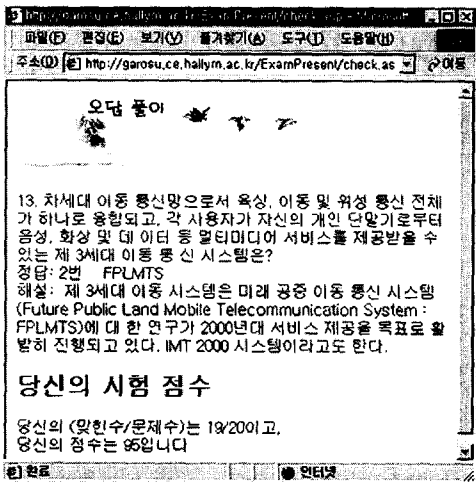 파일(F) 편집(E) 보기(V) 즐겨찾기(A) 도구(T) 도움말(H)
주소(D) http://garosu.ce.hallym.ac.kr/ExamPresent/check.as 이동
오답 풀이
13. 차세대 이동 통신망으로서 육상, 이동 및 위성 통신 전체
가 하나로 융합되고, 각 사용자가 자신의 개인 단말기로부터
음성, 화상 및 데 이터 등 멀티미디어 서비스를 제공받을 수
있는 제 3세대 이동 통 신 시스템은?
정답: 2번 FPLMTS
해설: 제 3세대 이동 시스템은 미래 공중 이동 통신 시스템
(Future Public Land Mobile Telecommunication System :
FPLMTS)에 대 한 연구가 2000년대 서비스 제공을 목표로 활
발히 진행되고 있다. IMT 2000 시스템이라고도 한다.
당신의 시험 점수
당신의 (맞힌수/문제수)는 19/20이고,
당신의 점수는 95입니다
완료 인터넷